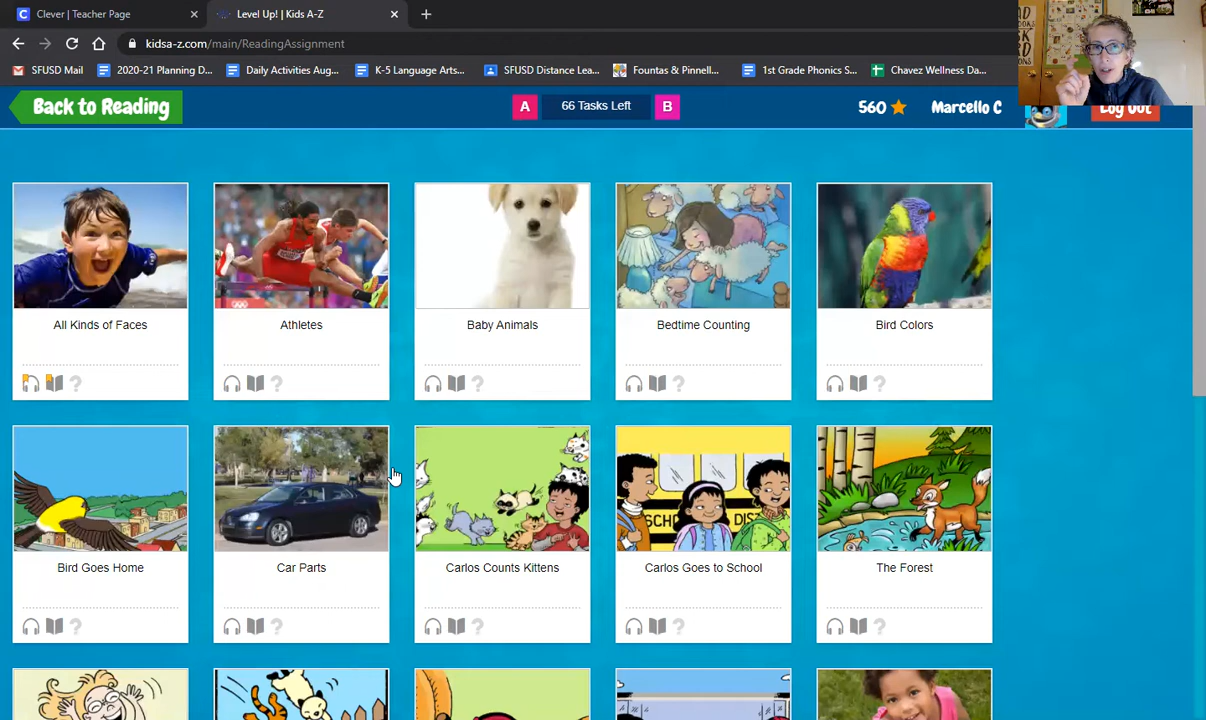 Clever | Teacher Page
Level Up! | Kids A-Z
kidsa-z.com/main/ReadingAssignment
SFUSD Mail
2020-21 Planning D...
Daily Activities Aug...
K-5 Language Arts...
SFUSD Distance Lea...
Fountas & Pinnell...
1st Grade Phonics S...
Chavez Wellness Da...
Back to Reading
A
66 Tasks Left
B
560
Marcello C
Log Out
All Kinds of Faces
Athletes
Baby Animals
Bedtime Counting
Bird Colors
Bird Goes Home
Car Parts
Carlos Counts Kittens
Carlos Goes to School
The Forest